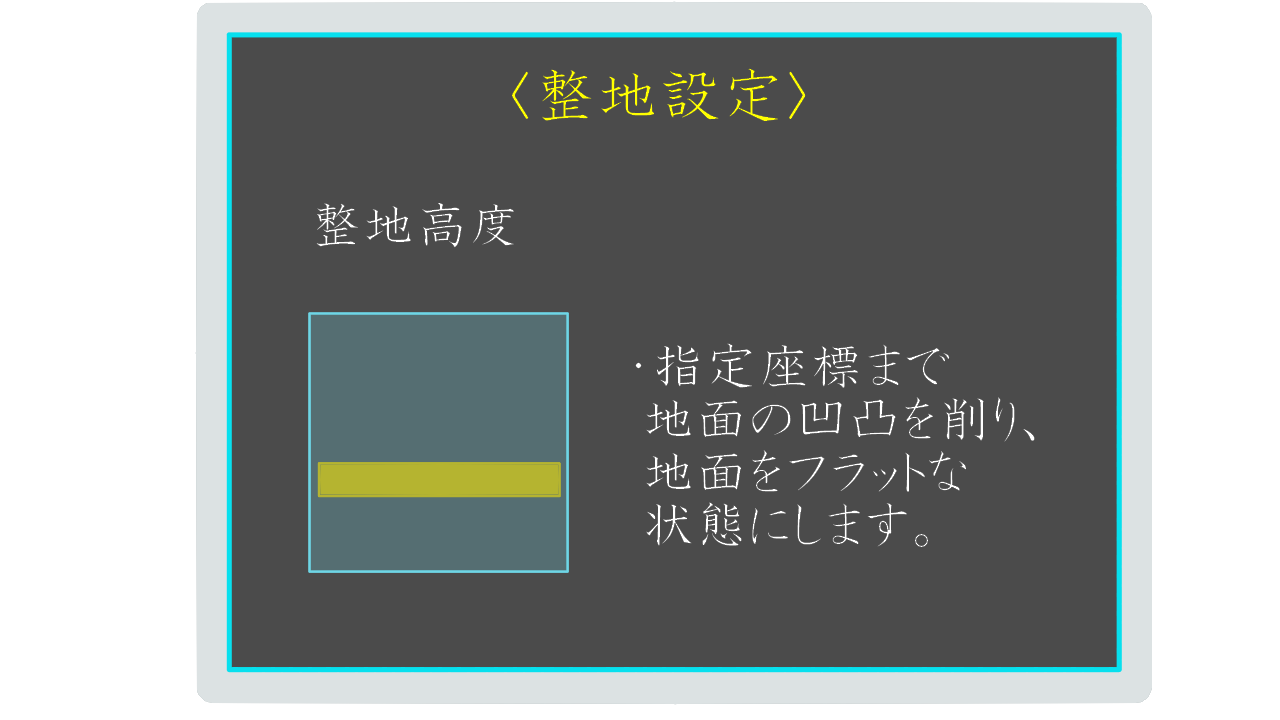 〈整地設定〉
整地高度
・指定座標まで
地面の凹凸を削り、
地面をフラットな
状態にします。